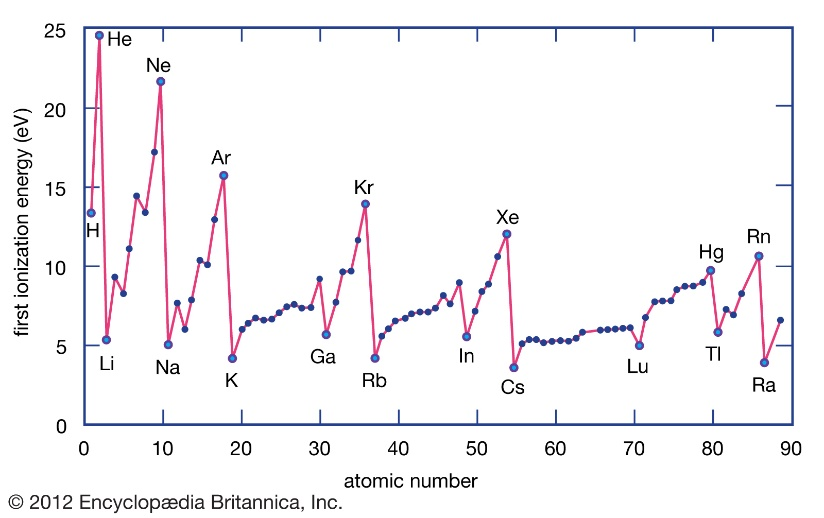 25
He
Ne
20
first ionization energy (eV)
Ar
15
Kr
H
Xe
Rn
Hg
10
5
Li
Na
K
Ga
Rb
In
Cs
Lu
Tl
Ra
0
0 10 20 30 40 50 60 70 80 90
atomic number
© 2012 Encyclopædia Britannica, Inc.